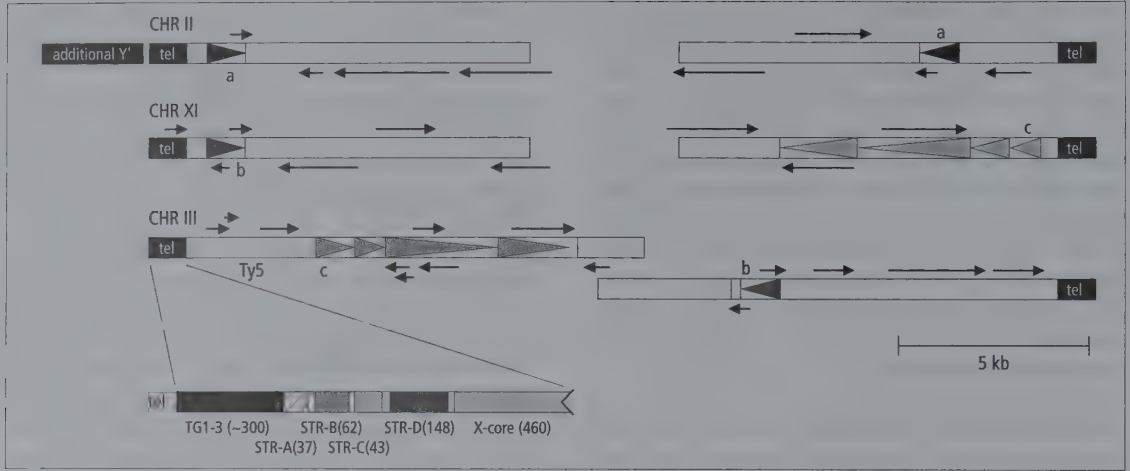 CHR II
a
additional Y' tel
tel
a
CHR XI
c
tel
tel
b
CHR III
tel
Ty5 c
b
tel
5 kb
TG1-3 (~300) STR-B(62) STR-D(148) X-core (460)
STR-A(37) STR-C(43)